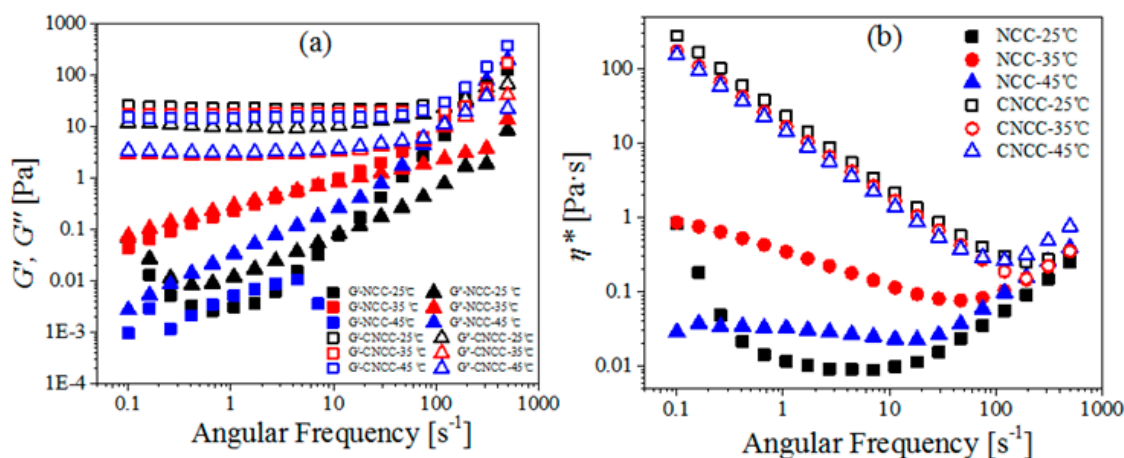 (a)
1000
100
10
1
0.1
0.01
1E-3
1E-4
G', G'' [Pa]
G'-NCC-25℃
G'-NCC-35 ℃
G'-NCC-45 ℃
G'-CNCC-25℃
G'-CNCC-35 ℃
G'-CNCC-45 ℃
G''-NCC-25 ℃
G''-NCC-35 ℃
G''-NCC-45 ℃
G''-CNCC-25℃
G''-CNCC-35℃
G''-CNCC-45℃
0.1 1 10 100 1000
Angular Frequency [s-1]
(b)
100
10
1
0.1
0.01
η* [Pa·s]
NCC-25℃
NCC-35℃
NCC-45℃
CNCC-25℃
CNCC-35℃
CNCC-45℃
0.01 0.1 1 10 100 1000
Angular Frequency [s-1]